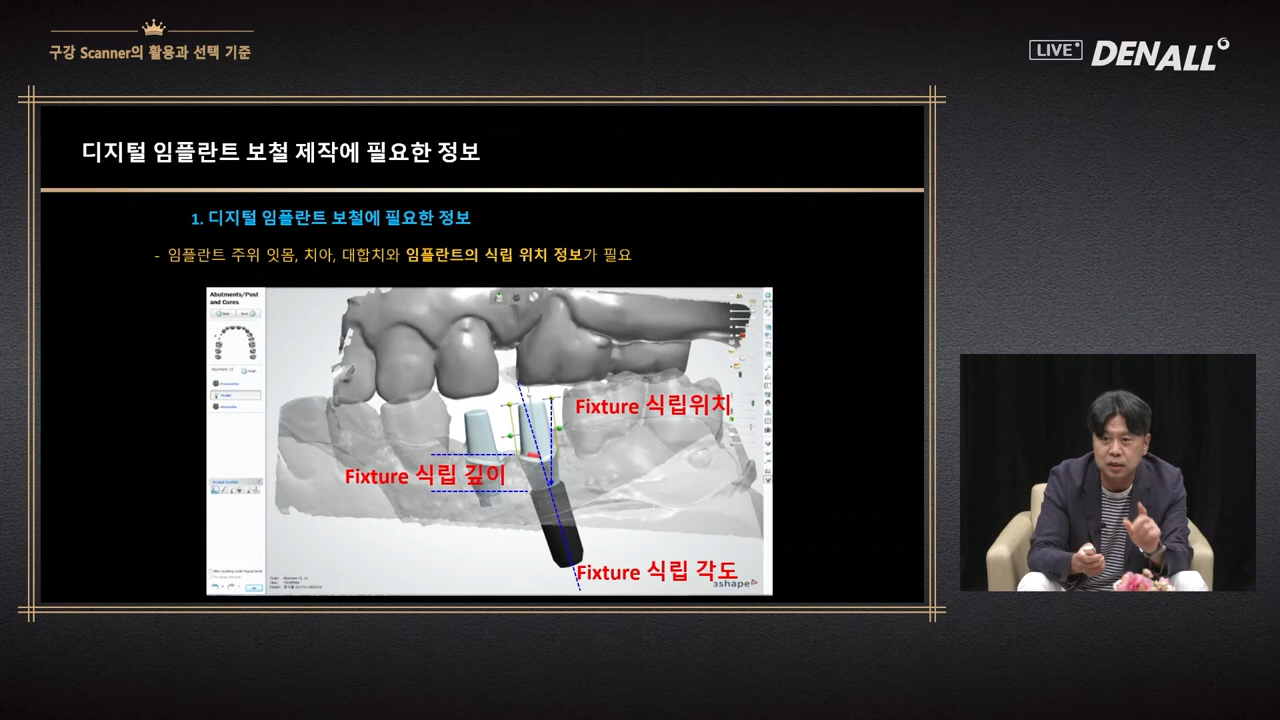 구강 Scanner의 활용과 선택 기준
LIVE
DENALL
디지털 임플란트 보철 제작에 필요한 정보
1. 디지털 임플란트 보철에 필요한 정보
- 임플란트 주위 잇몸, 치아, 대합치와 임플란트의 식립 위치 정보가 필요
Abutments/Post
and Cores
Fixture 식립위치
Fixture 식립 깊이
Fixture 식립 각도
3shape